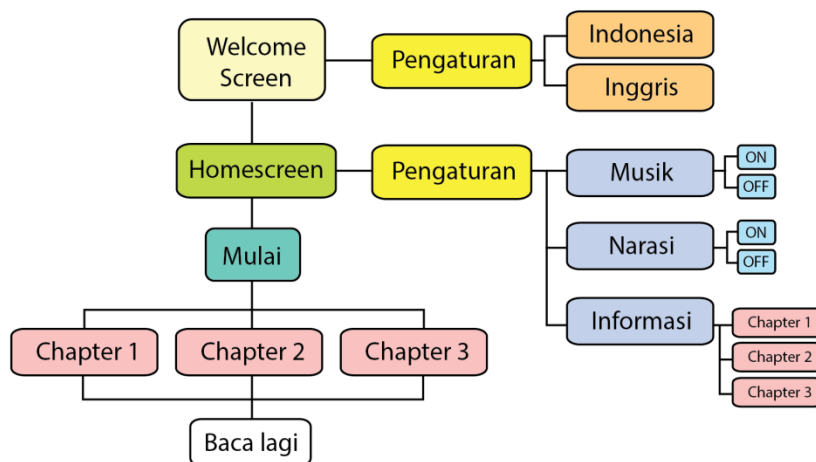 Welcome
Screen
Pengaturan
Indonesia
Inggris
Homescreen
Pengaturan
Musik
ON
OFF
Narasi
ON
OFF
Informasi
Chapter 1
Chapter 2
Chapter 3
Mulai
Chapter 1
Chapter 2
Chapter 3
Baca lagi